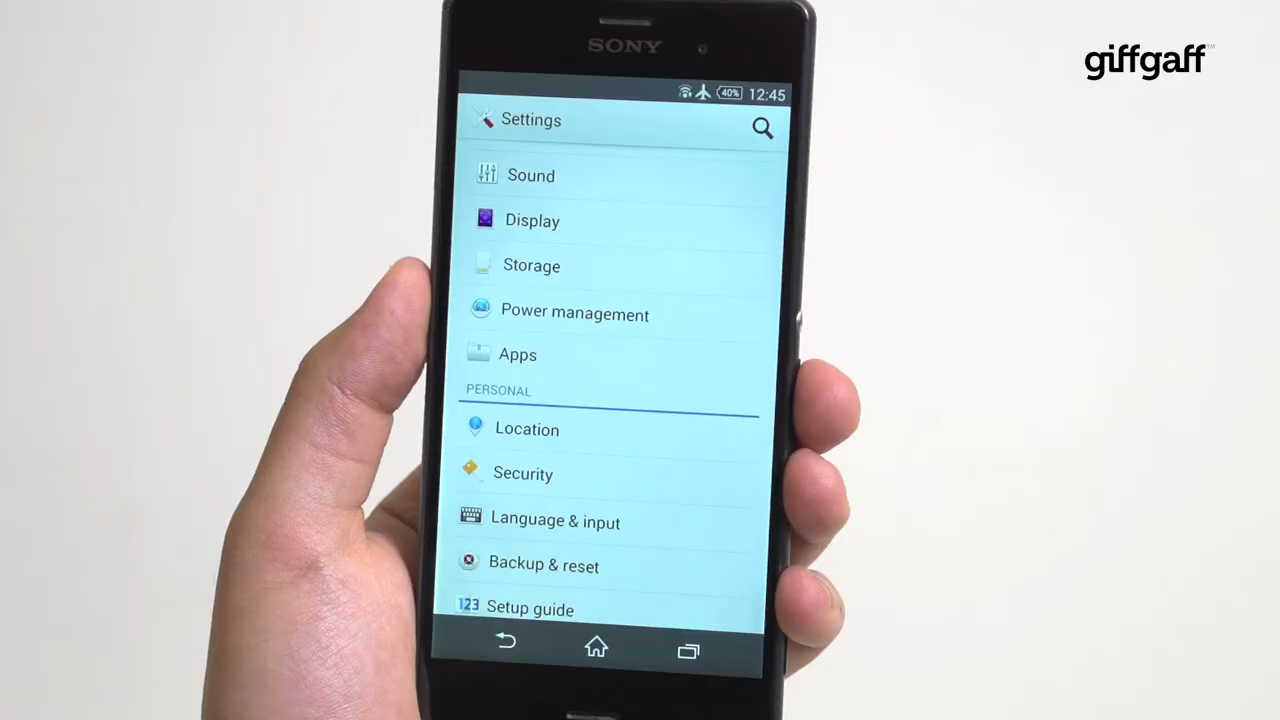 SONY
giffgaff™
40% 12:45
Settings
Sound
Display
Storage
Power management
Apps
PERSONAL
Location
Security
Language & input
Backup & reset
123 Setup guide